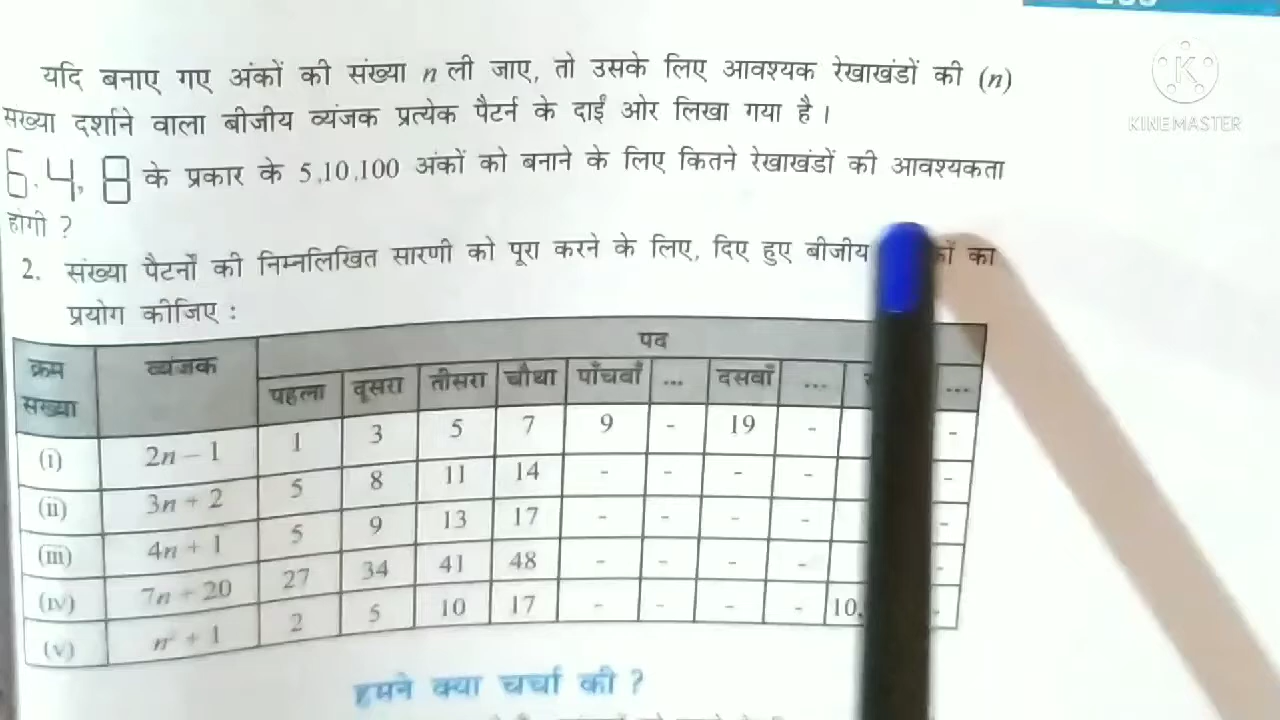 यदि बनाए गए अंकों की संख्या n ली जाए, तो उसके लिए आवश्यक रेखाखंडों की (n)
KINEMASTER
सख्या दर्शाने वाला बीजीय व्यंजक प्रत्येक पैटर्न के दाईं ओर लिखा गया है ।
6. 4, 8 के प्रकार के 5,10,100 अंकों को बनाने के लिए कितने रेखाखंडों की आवश्यकता
होगी ?
2. संख्या पैटर्नों की निम्नलिखित सारणी को पूरा करने के लिए, दिए हुए बीजीय का
प्रयोग कीजिए :
क्रम संख्या व्यंजक पद
पहला दूसरा तीसरा चौथा पाँचवाँ ... दसवाँ ... ...
(i) 2n - 1 1 3 5 7 9 - 19 - -
(ii) 3n + 2 5 8 11 14 - - - - -
(iii) 4n + 1 5 9 13 17 - - - - -
(iv) 7n + 20 27 34 41 48 - - - - -
(v) n² + 1 2 5 10 17 - - - - 10, -
हमने क्या चर्चा की ?